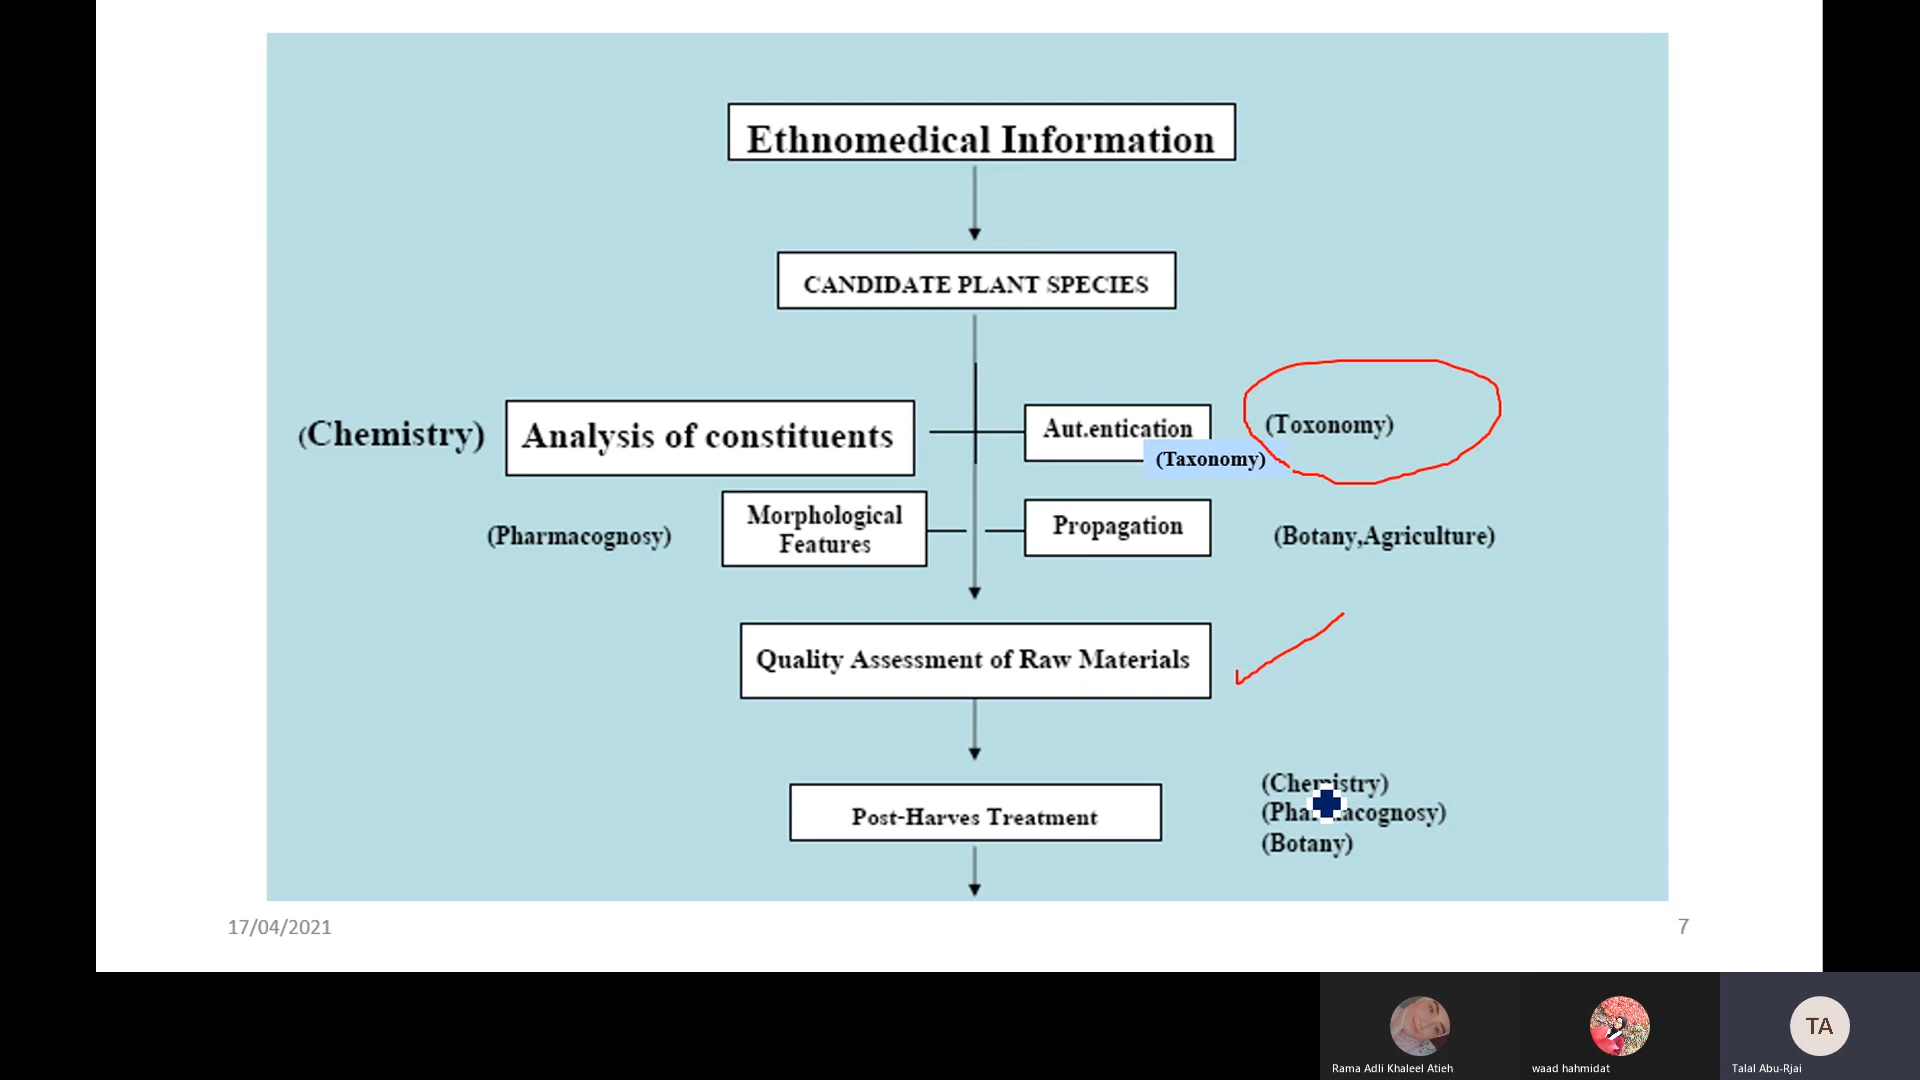 Ethnomedical Information
CANDIDATE PLANT SPECIES
(Chemistry)
Analysis of constituents
Aut.entication
(Toxonomy)
(Taxonomy)
(Pharmacognosy)
Morphological
Features
Propagation
(Botany,Agriculture)
Quality Assessment of Raw Materials
Post-Harves Treatment
(Chemistry)
(Pharmacognosy)
(Botany)
17/04/2021
7
TA
Rama Adli Khaleel Atieh
waad hahmidat
Talal Abu-Rjai